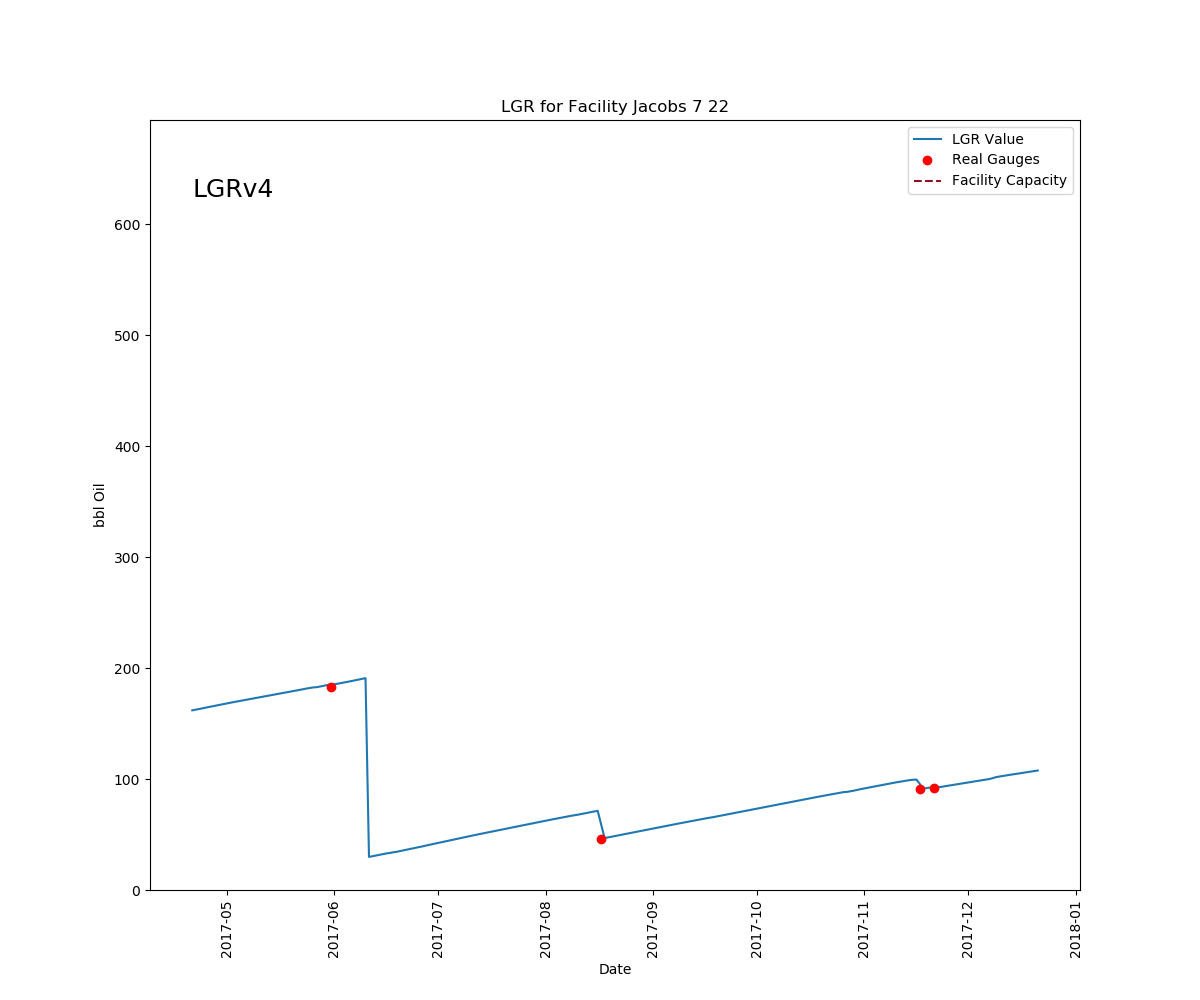 LGR for Facility Jacobs 7 22
LGRv4
LGR Value
Real Gauges
Facility Capacity
600
500
400
300
200
100
0
bbl Oil
2017-05
2017-06
2017-07
2017-08
2017-09
2017-10
2017-11
2017-12
2018-01
Date